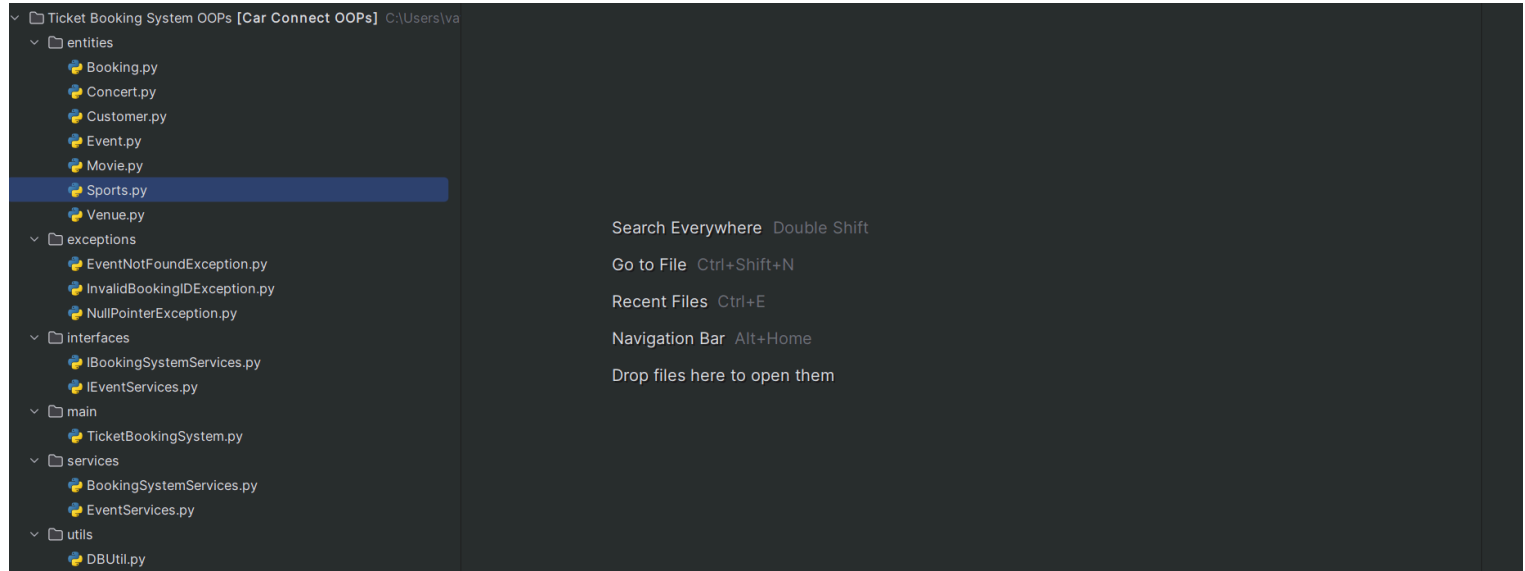 Ticket Booking System OOPs [Car Connect OOPs] C:\Users\va
entities
Booking.py
Concert.py
Customer.py
Event.py
Movie.py
Sports.py
Venue.py
exceptions
EventNotFoundException.py
InvalidBookingIDException.py
NullPointerException.py
interfaces
IBookingSystemServices.py
IEventServices.py
main
TicketBookingSystem.py
services
BookingSystemServices.py
EventServices.py
utils
DBUtil.py
Search Everywhere Double Shift
Go to File Ctrl+Shift+N
Recent Files Ctrl+E
Navigation Bar Alt+Home
Drop files here to open them